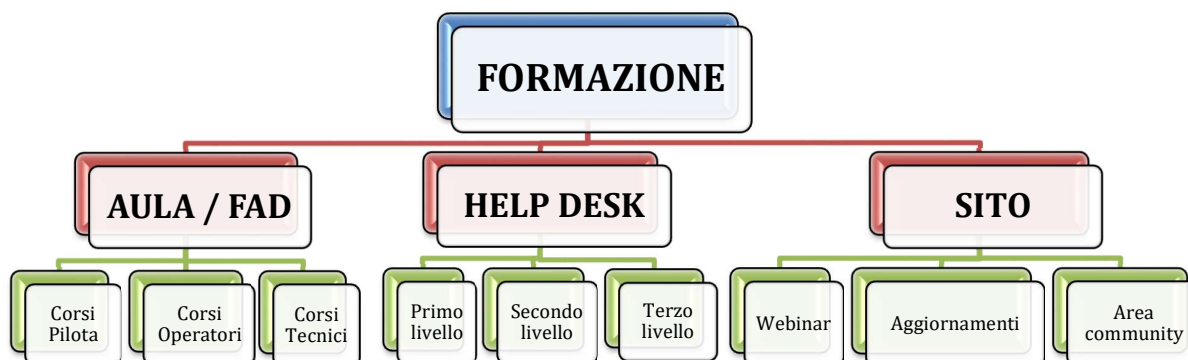 FORMAZIONE
AULA / FAD
HELP DESK
SITO
Corsi
Pilota
Corsi
Operatori
Corsi
Tecnici
Primo
livello
Secondo
livello
Terzo
livello
Webinar
Aggiornamenti
Area
community